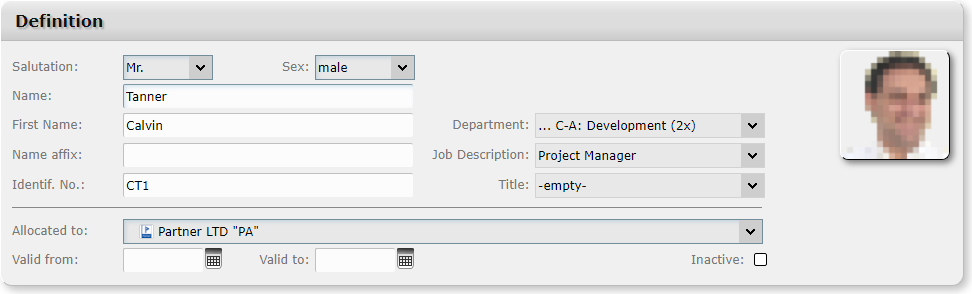 Definition
Salutation: Mr. Sex: male
Name: Tanner
First Name: Calvin Department: ... C-A: Development (2x)
Name affix: Job Description: Project Manager
Identif. No.: CT1 Title: -empty-
Allocated to: Partner LTD "PA"
Valid from: Valid to: Inactive: